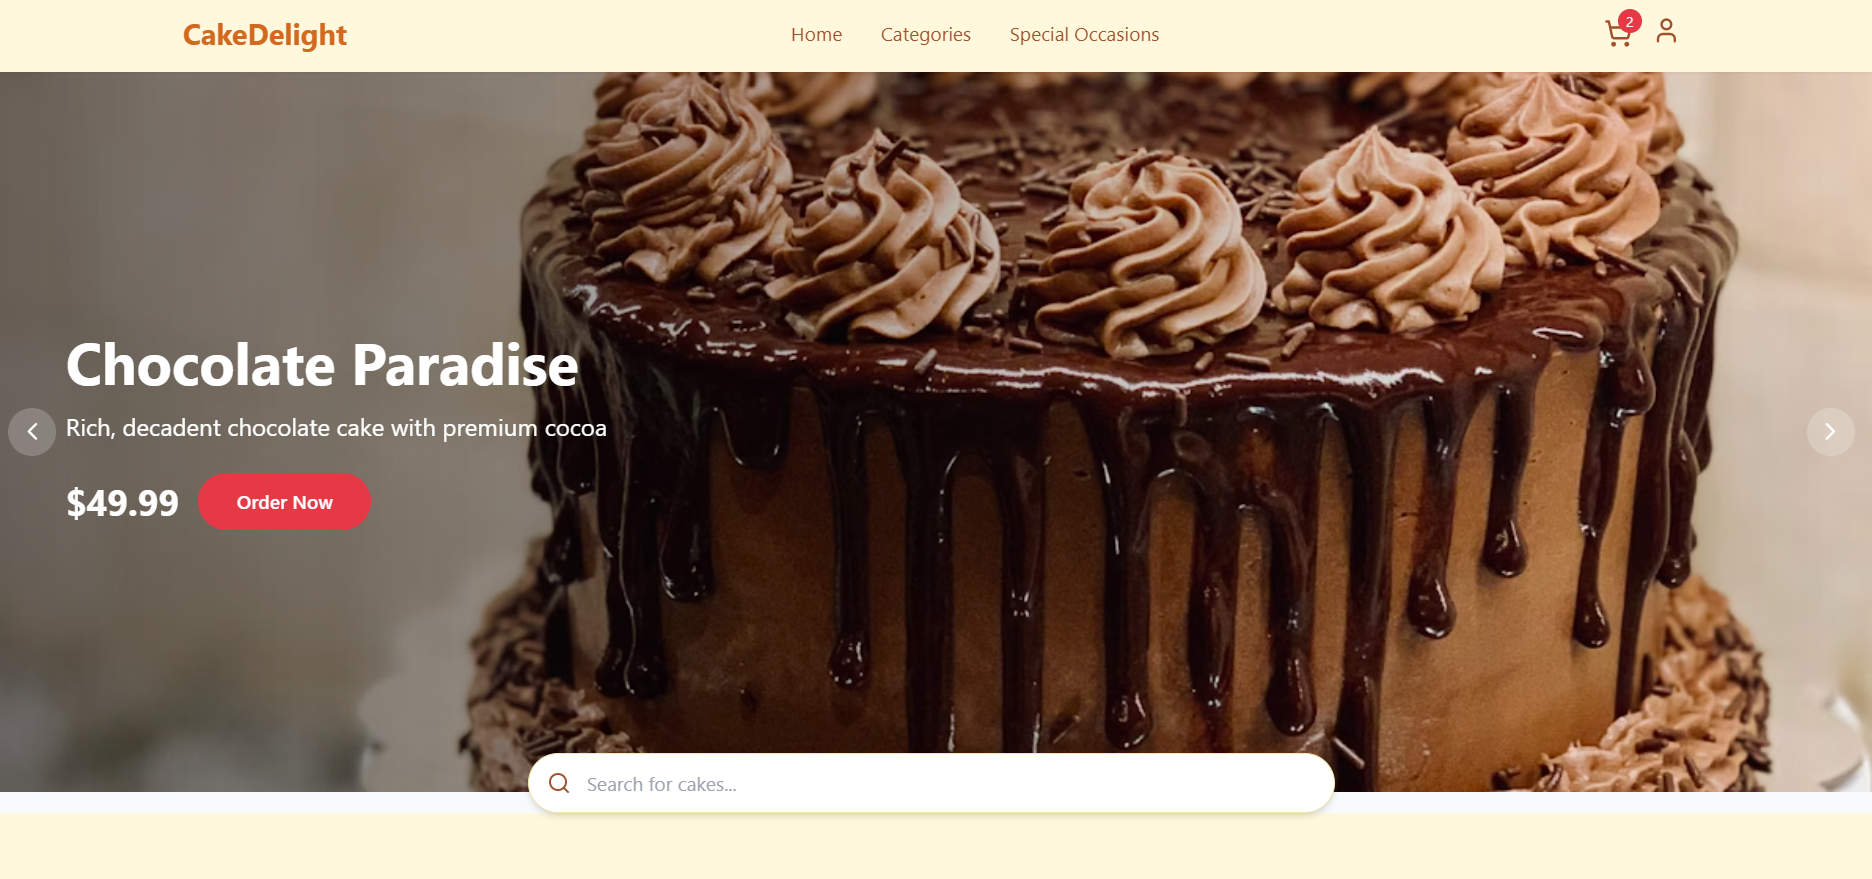 CakeDelight
Home Categories Special Occasions
2
Chocolate Paradise
Rich, decadent chocolate cake with premium cocoa
$49.99 Order Now
Search for cakes...